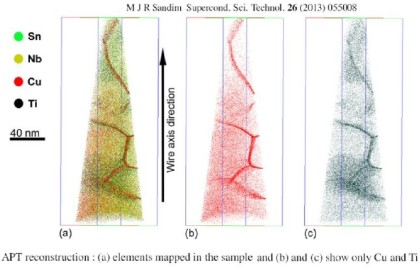 M J R Sandim Supercond. Sci. Technol. 26 (2013) 055008
Sn
Nb
Cu
Ti
40 nm
Wire axis direction
(a)
(b)
(c)
APT reconstruction : (a) elements mapped in the sample and (b) and (c) show only Cu and Ti